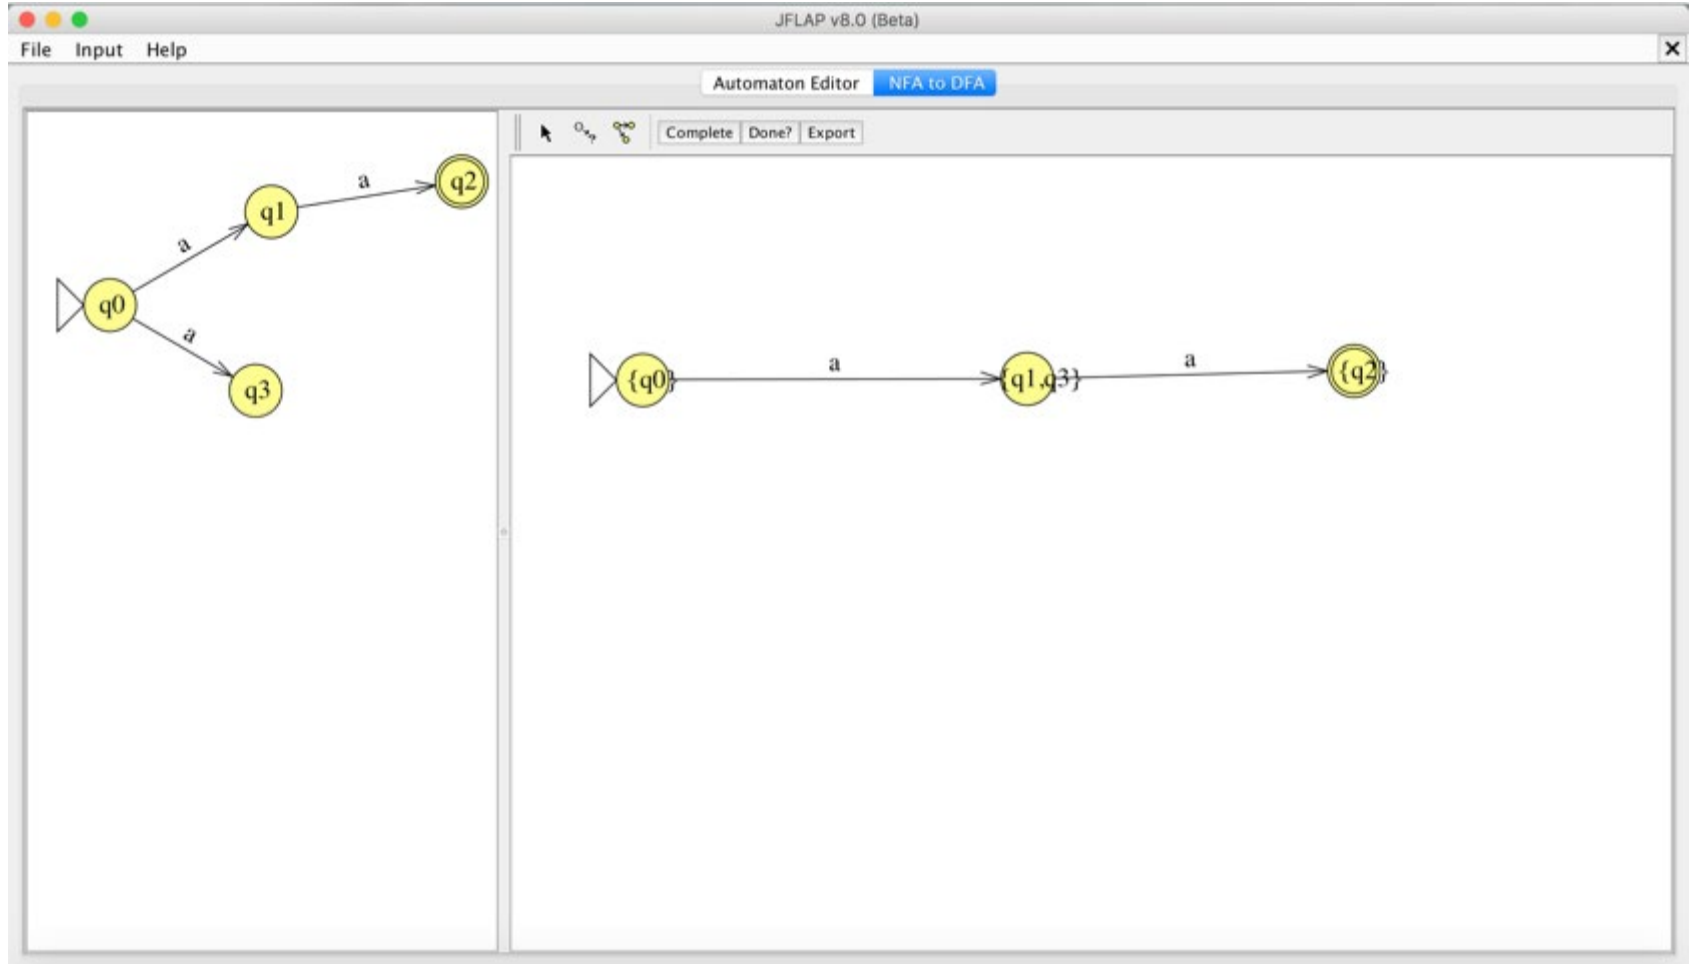 JFLAP v8.0 (Beta)
File Input Help
Automaton Editor NFA to DFA
Complete Done? Export
a
q2
q1
a
q0
a
q3
{q0}
a
{q1,q3}
a
{q2}